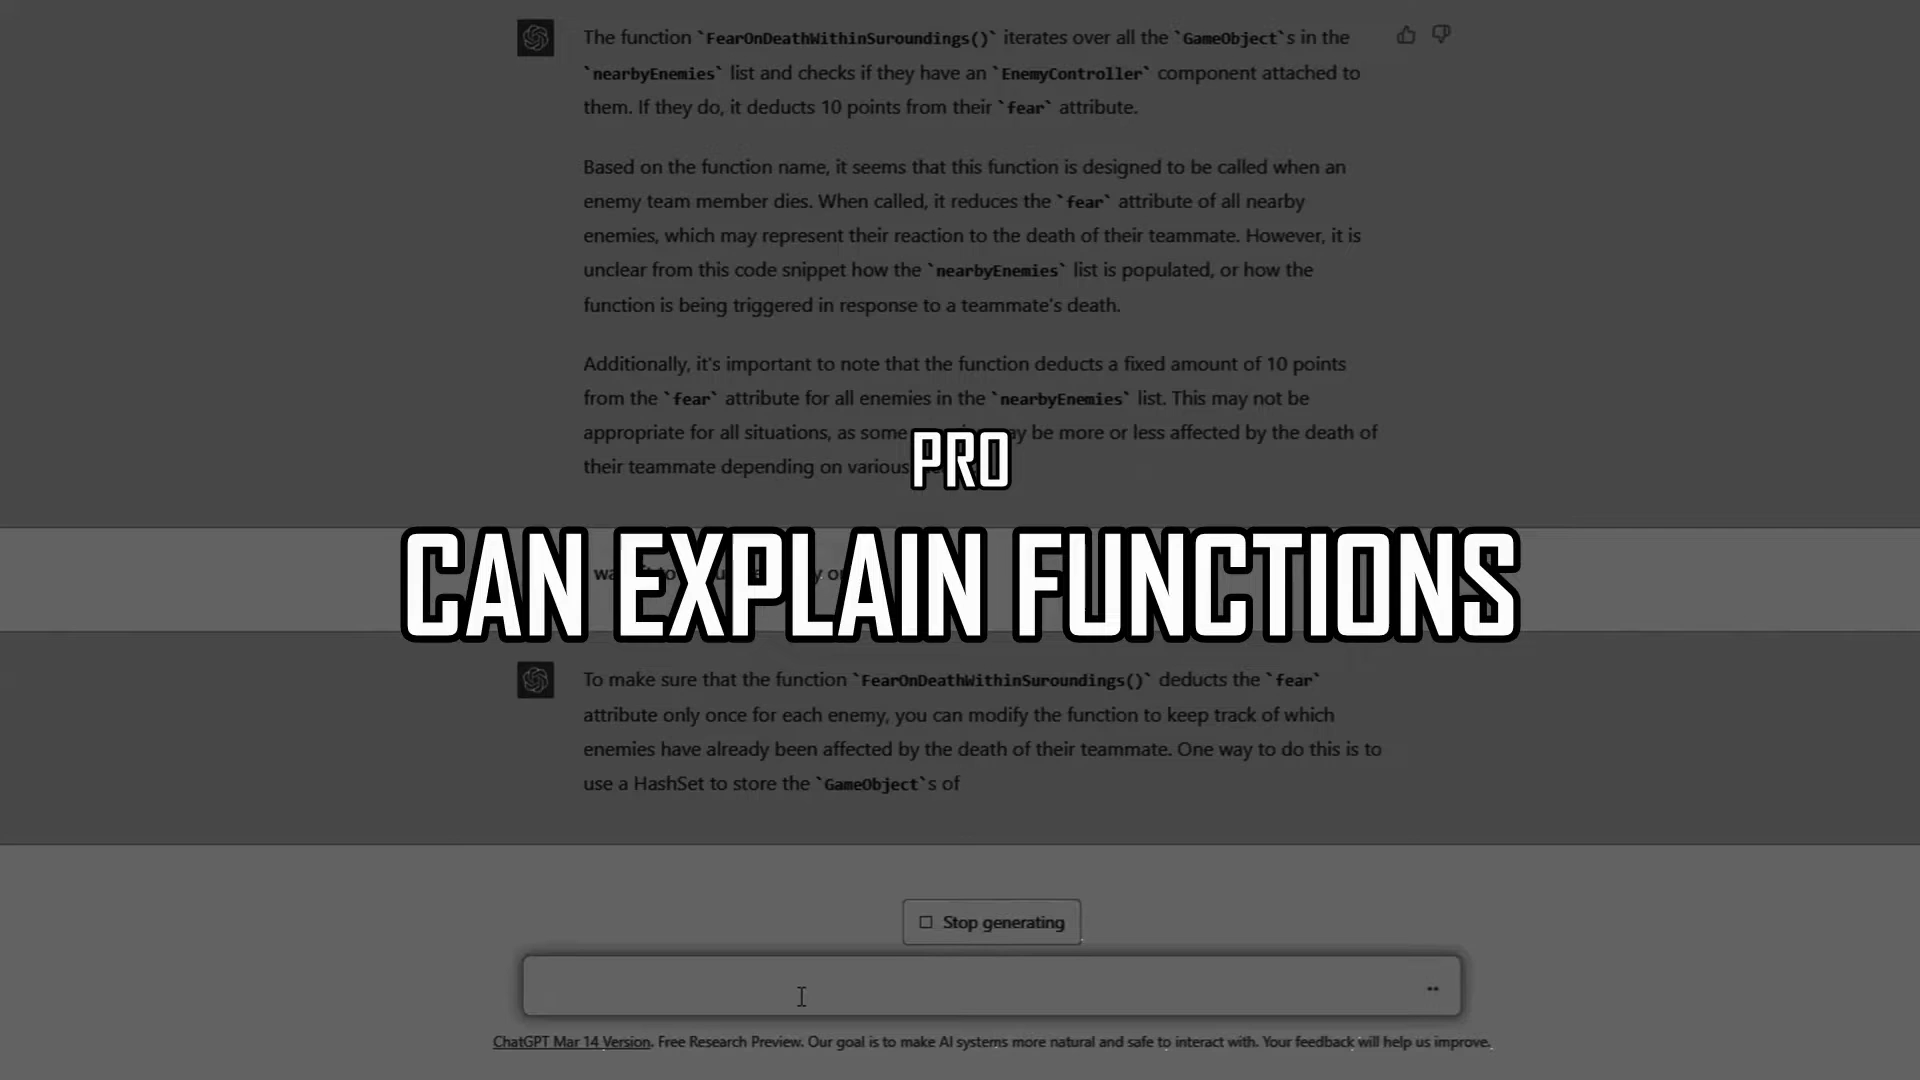 The function `FearOnDeathWithinSuroundings()` iterates over all the `GameObject`s in the
`nearbyEnemies` list and checks if they have an `EnemyController` component attached to
them. If they do, it deducts 10 points from their `fear` attribute.
Based on the function name, it seems that this function is designed to be called when an
enemy team member dies. When called, it reduces the `fear` attribute of all nearby
enemies, which may represent their reaction to the death of their teammate. However, it is
unclear from this code snippet how the `nearbyEnemies` list is populated, or how the
function is being triggered in response to a teammate's death.
Additionally, it's important to note that the function deducts a fixed amount of 10 points
from the `fear` attribute for all enemies in the `nearbyEnemies` list. This may not be
appropriate for all situations, as some be more or less affected by the death of
their teammate depending on various
PRO
CAN EXPLAIN FUNCTIONS
To make sure that the function `FearOnDeathWithinSuroundings()` deducts the `fear`
attribute only once for each enemy, you can modify the function to keep track of which
enemies have already been affected by the death of their teammate. One way to do this is to
use a HashSet to store the `GameObject`s of
Stop generating
ChatGPT Mar 14 Version. Free Research Preview. Our goal is to make AI systems more natural and safe to interact with. Your feedback will help us improve.